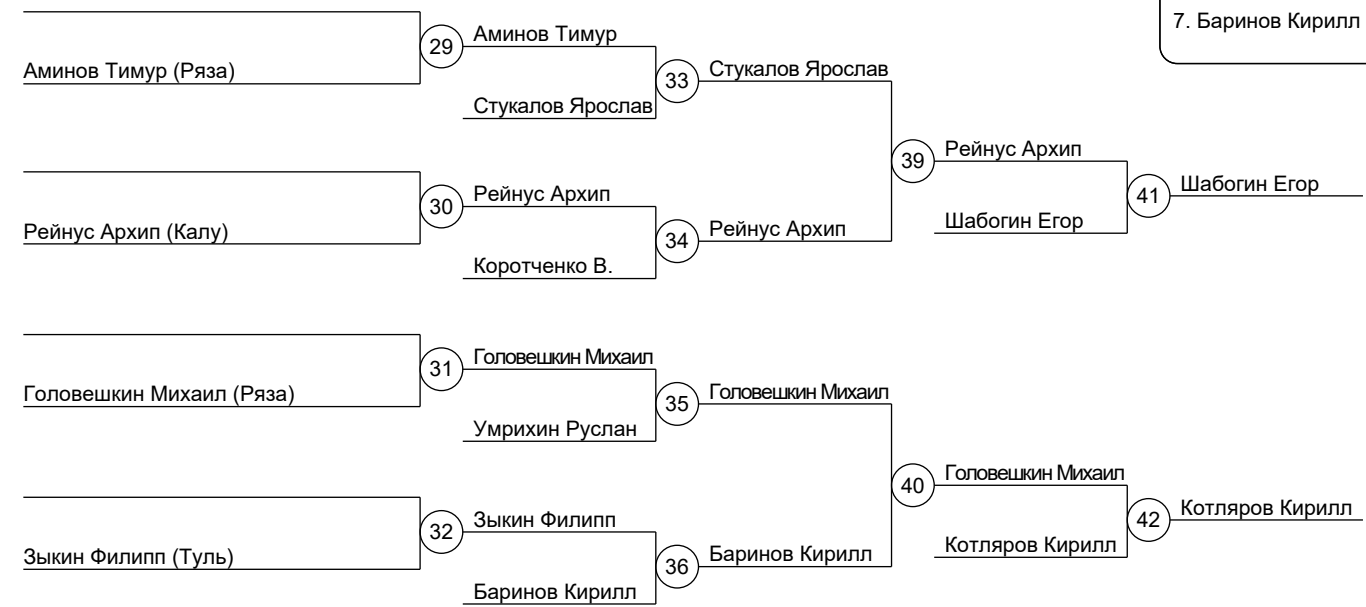 7. Баринов Кирилл
29
Аминов Тимур
Аминов Тимур (Ряза)
33
Стукалов Ярослав
Стукалов Ярослав
39
Рейнус Архип
30
Рейнус Архип
Рейнус Архип (Калу)
34
Рейнус Архип
Коротченко В.
41
Шабогин Егор
Шабогин Егор
31
Головешкин Михаил
Головешкин Михаил (Ряза)
35
Головешкин Михаил
Умрихин Руслан
40
Головешкин Михаил
32
Зыкин Филипп
Зыкин Филипп (Туль)
36
Баринов Кирилл
Баринов Кирилл
42
Котляров Кирилл
Котляров Кирилл